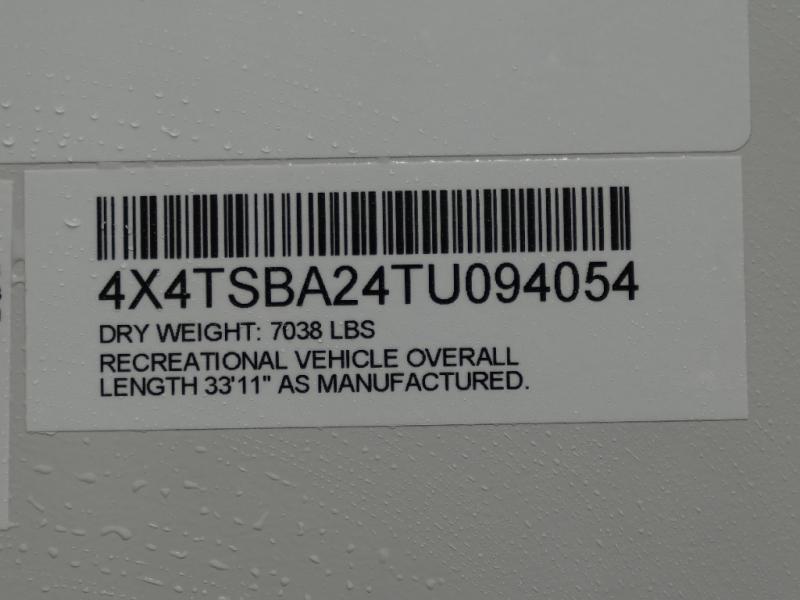 4X4TSBA24TU094054
DRY WEIGHT: 7038 LBS
RECREATIONAL VEHICLE OVERALL
LENGTH 33'11" AS MANUFACTURED.